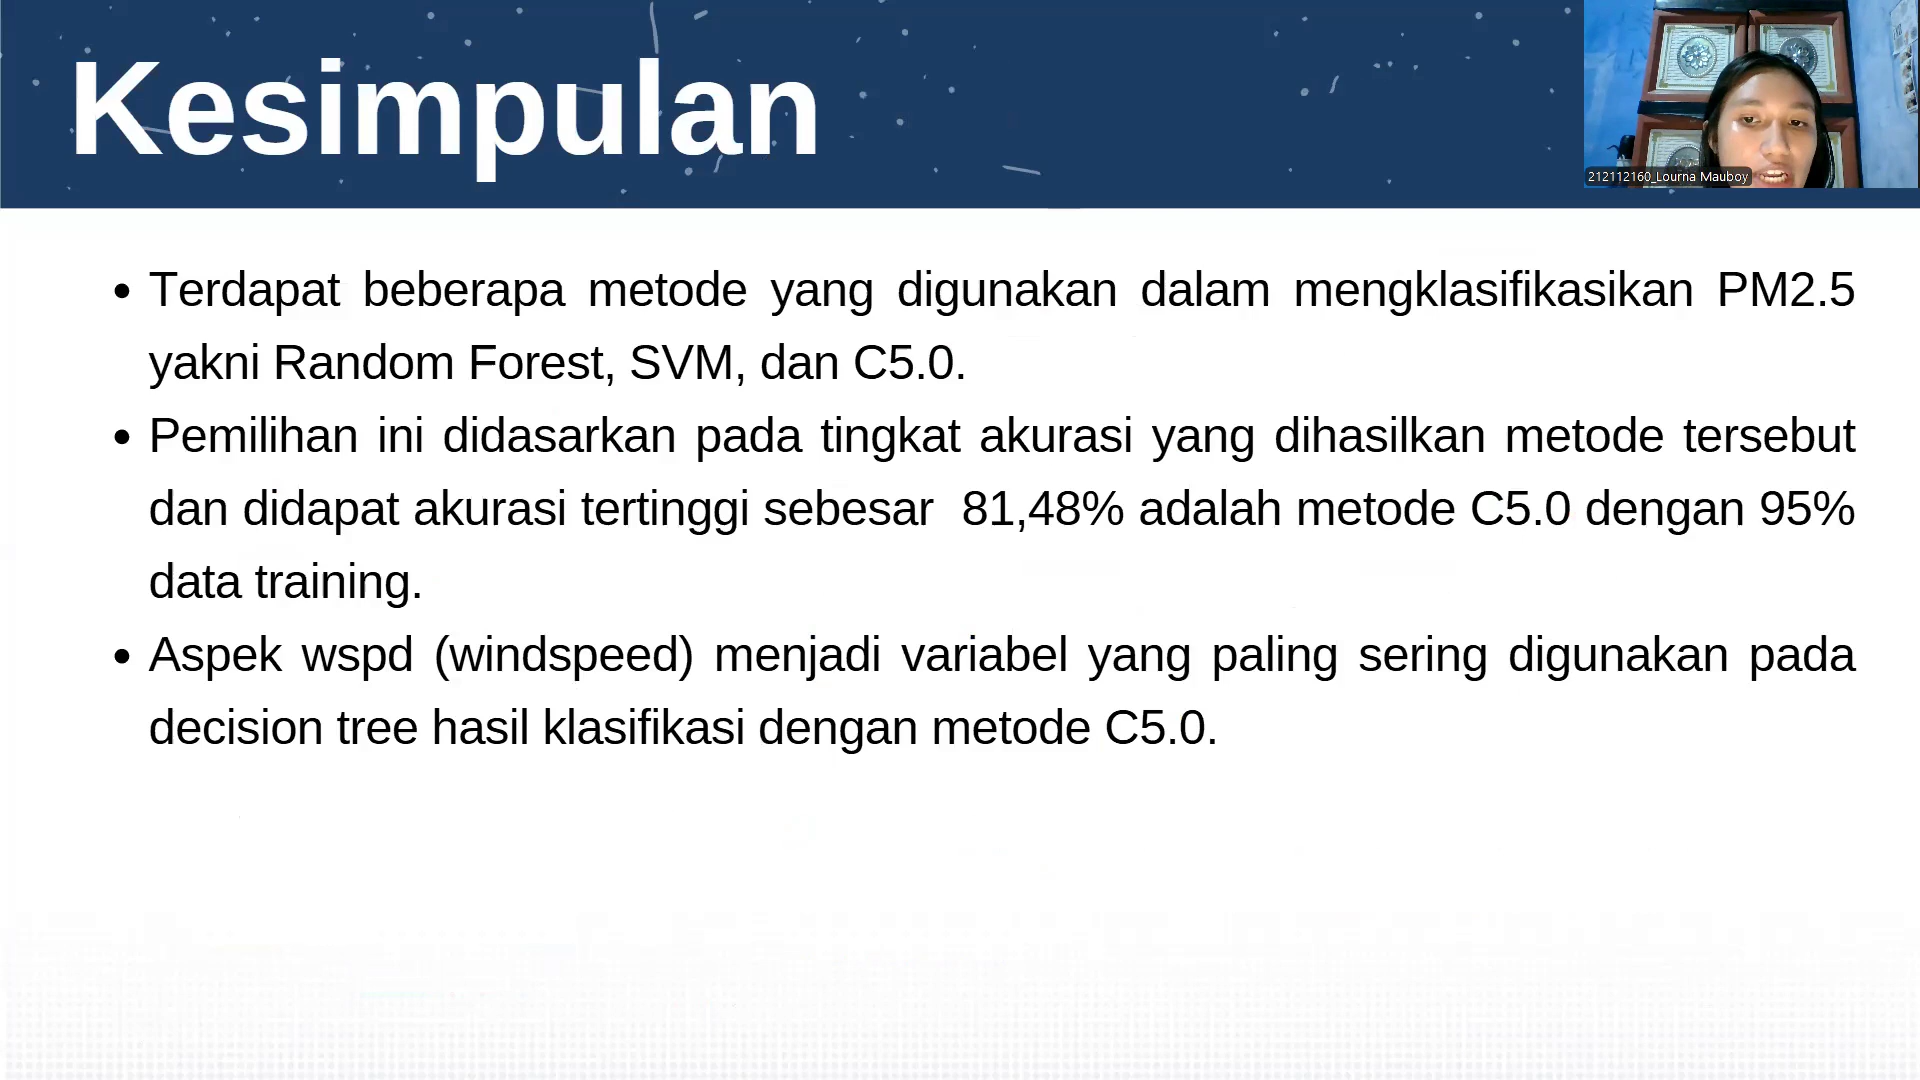 Kesimpulan
212112160_Lourna Mauboy
• Terdapat beberapa metode yang digunakan dalam mengklasifikasikan PM2.5
yakni Random Forest, SVM, dan C5.0.
• Pemilihan ini didasarkan pada tingkat akurasi yang dihasilkan metode tersebut
dan didapat akurasi tertinggi sebesar  81,48% adalah metode C5.0 dengan 95%
data training.
• Aspek wspd (windspeed) menjadi variabel yang paling sering digunakan pada
decision tree hasil klasifikasi dengan metode C5.0.